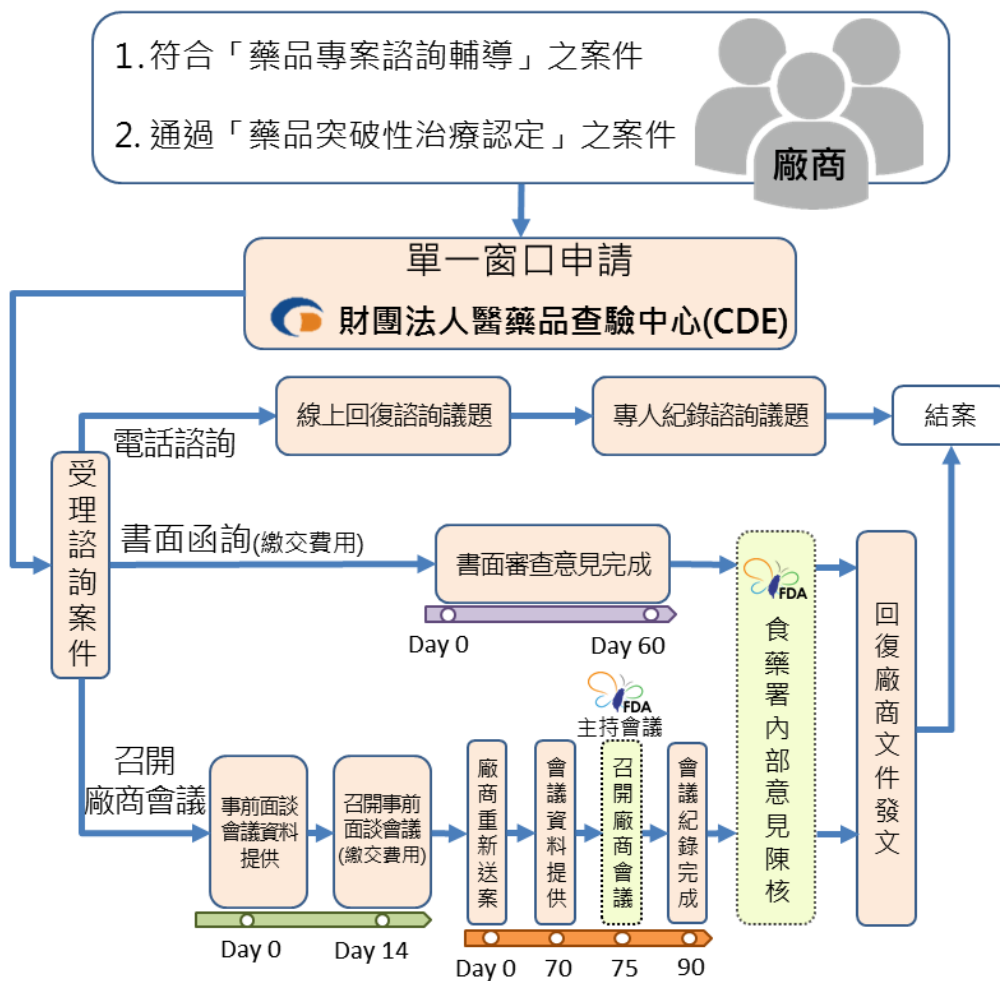 1. 符合「藥品專案諮詢輔導」之案件
2. 通過「藥品突破性治療認定」之案件
廠商
單一窗口申請
財團法人醫藥品查驗中心(CDE)
受理諮詢案件
電話諮詢
線上回復諮詢議題
專人紀錄諮詢議題
結案
書面函詢(繳交費用)
書面審查意見完成
Day 0
Day 60
FDA
食藥署內部意見陳核
回復廠商文件發文
FDA
主持會議
召開
廠商會議
事前面談
會議資料
提供
召開事前
面談會議
(繳交費用)
廠商重新送案
會議資料提供
召開廠商會議
會議紀錄完成
Day 0
Day 14
Day 0
70
75
90